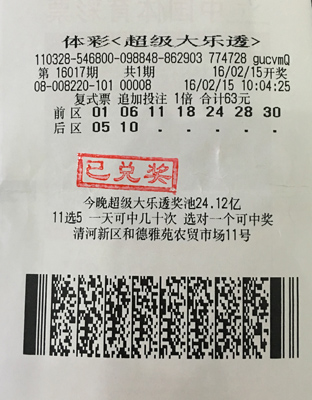 体彩<超级大乐透>
110328-546800-098848-862903 774728 gucvmQ
第 16017期 共1期 16/02/15开奖
08-008220-101 00008 16/02/15 10:04:25
复式票 追加投注 1倍 合计63元
前区 01 06 11 18 24 28 30
后区 05 10 . . . . .
已兑奖
今晚超级大乐透奖池24.12亿
11选5 一天可中几十次 选对一个可中奖
清河新区和德雅苑农贸市场11号